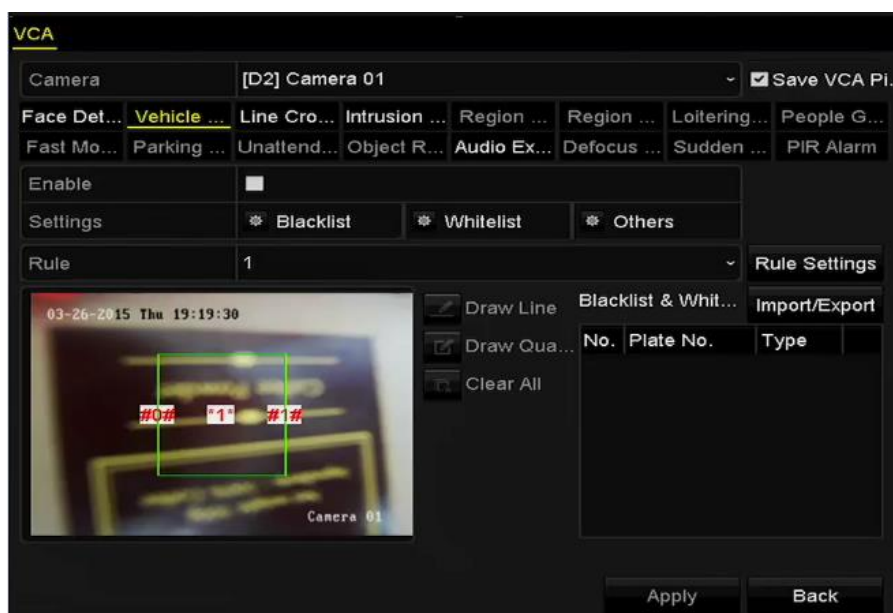 VCA
Camera [D2] Camera 01 Save VCA Pi.
Face Det... Vehicle ... Line Cro... Intrusion ... Region ... Region ... Loitering... People G...
Fast Mo... Parking ... Unattend... Object R... Audio Ex... Defocus ... Sudden ... PIR Alarm
Enable
Settings Blacklist Whitelist Others
Rule 1 Rule Settings
03-26-2015 Thu 19:19:30
#0# *1* #1#
Camera 01
Draw Line
Draw Qua...
Clear All
Blacklist & Whit... Import/Export
No. Plate No. Type
Apply Back